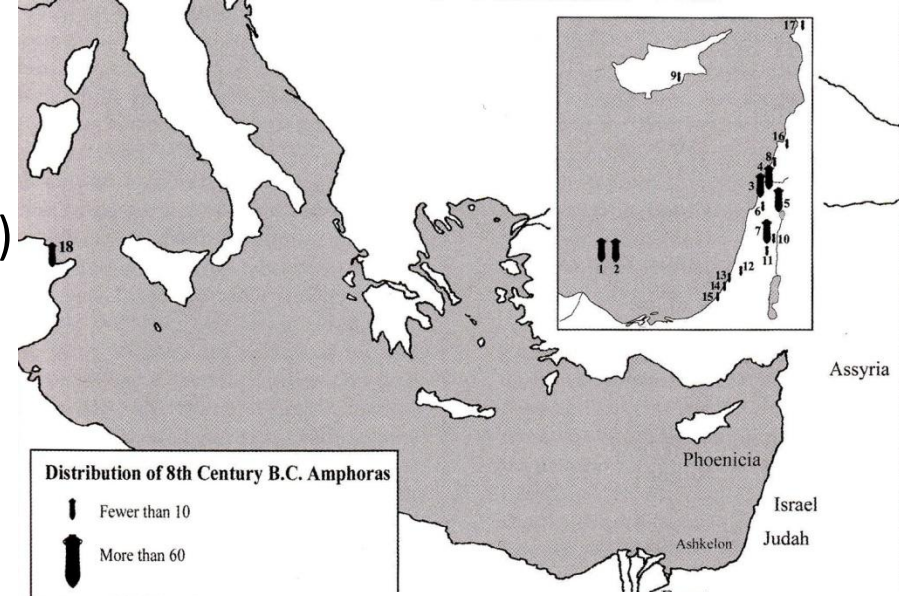 )
17
9
16
8
4
3
5
6
7
10
11
1 2
12
13
14
15
18
Assyria
Phoenicia
Israel
Judah
Ashkelon
Distribution of 8th Century B.C. Amphoras
Fewer than 10
More than 60